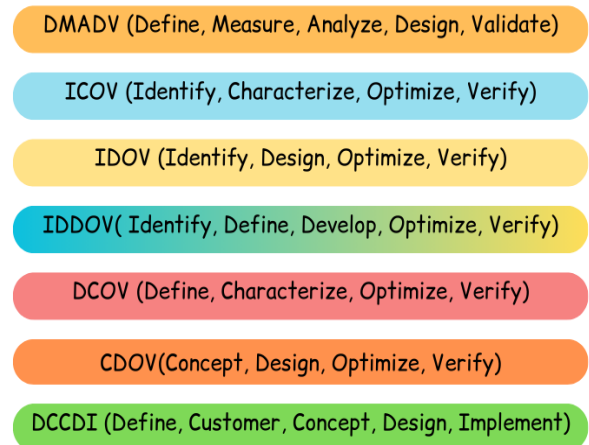 DMADV (Define, Measure, Analyze, Design, Validate)
ICOV (Identify, Characterize, Optimize, Verify)
IDOV (Identify, Design, Optimize, Verify)
IDDOV( Identify, Define, Develop, Optimize, Verify)
DCOV (Define, Characterize, Optimize, Verify)
CDOV(Concept, Design, Optimize, Verify)
DCCDI (Define, Customer, Concept, Design, Implement)